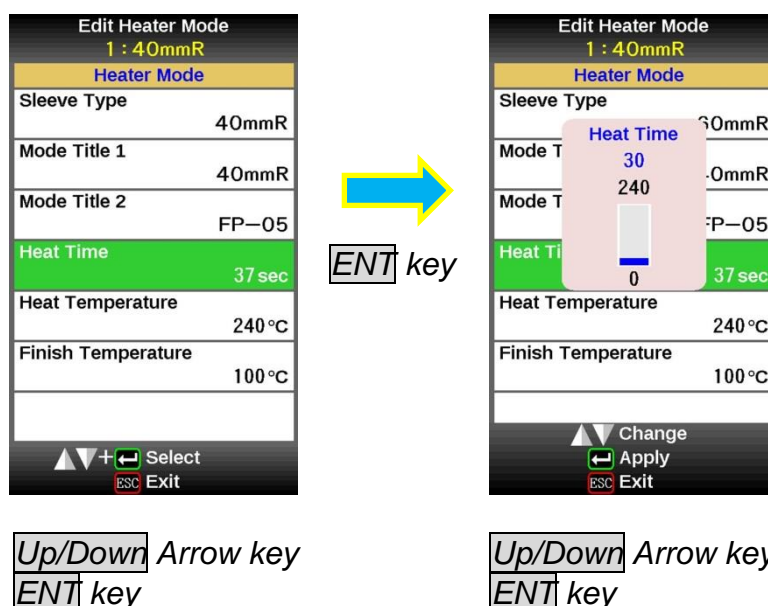 Edit Heater Mode
1:40mmR
Heater Mode
Sleeve Type
40mmR
Mode Title 1
40mmR
Mode Title 2
FP-05
Heat Time
37 sec
Heat Temperature
240°C
Finish Temperature
100°C
+ Select
ESC Exit
Up/Down Arrow key
ENT key
ENT key
Edit Heater Mode
1:40mmR
Heater Mode
Sleeve Type
60mmR
Mode T
0mmR
Mode T
FP-05
Heat Ti
37 sec
Heat Time
30
240
0
Heat Temperature
240°C
Finish Temperature
100°C
Change
Apply
ESC Exit
Up/Down Arrow key
ENT key